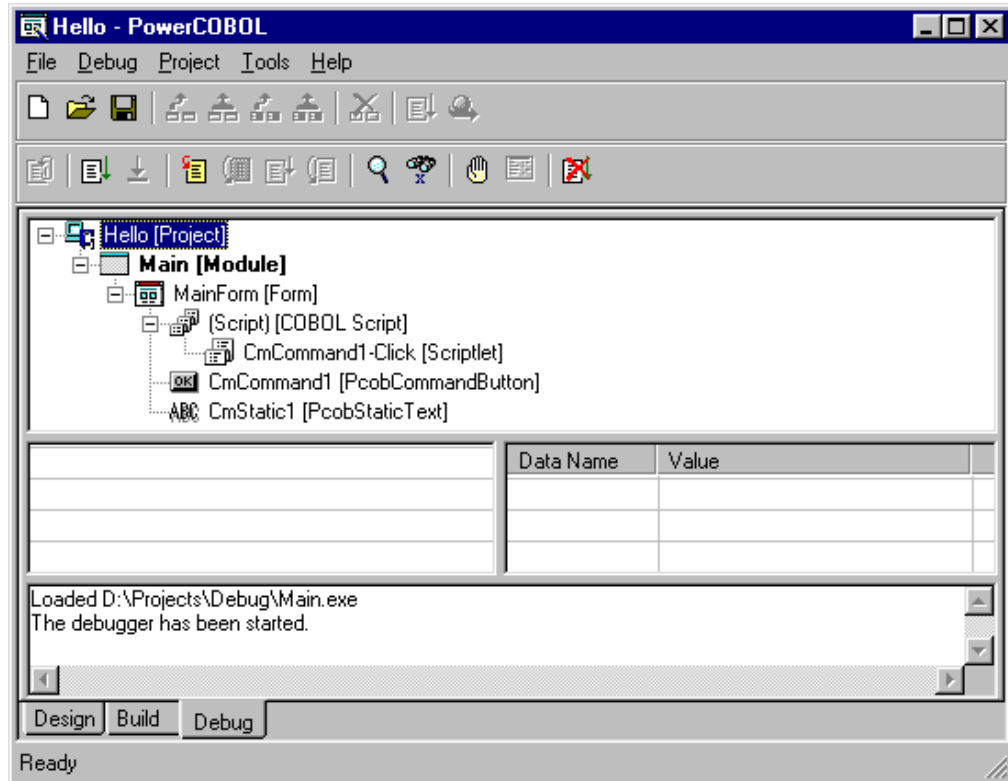 Hello - PowerCOBOL
File Debug Project Tools Help
Hello [Project]
Main [Module]
MainForm [Form]
(Script) [COBOL Script]
CmCommand1-Click [Scriptlet]
OK CmCommand1 [PcobCommandButton]
ABC CmStatic1 [PcobStaticText]
Data Name Value
Loaded D:\Projects\Debug\Main.exe
The debugger has been started.
Design Build Debug
Ready